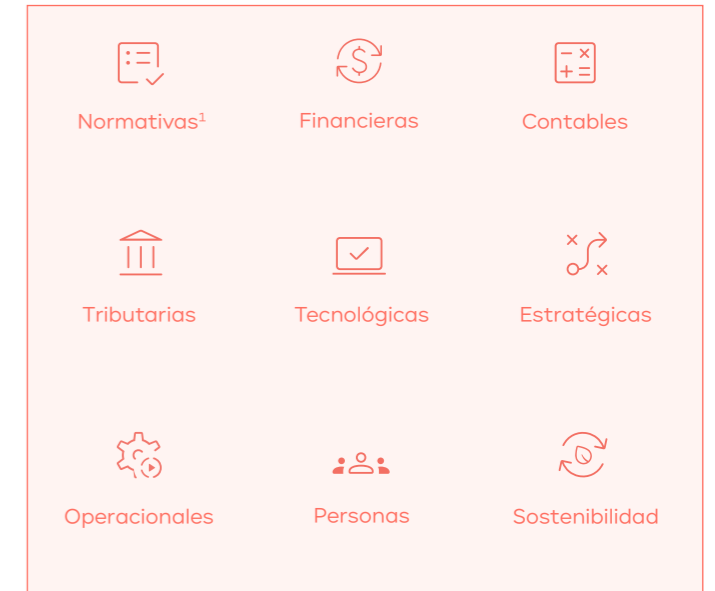 Normativas¹
Financieras
Contables
Tributarias
Tecnológicas
Estratégicas
Operacionales
Personas
Sostenibilidad